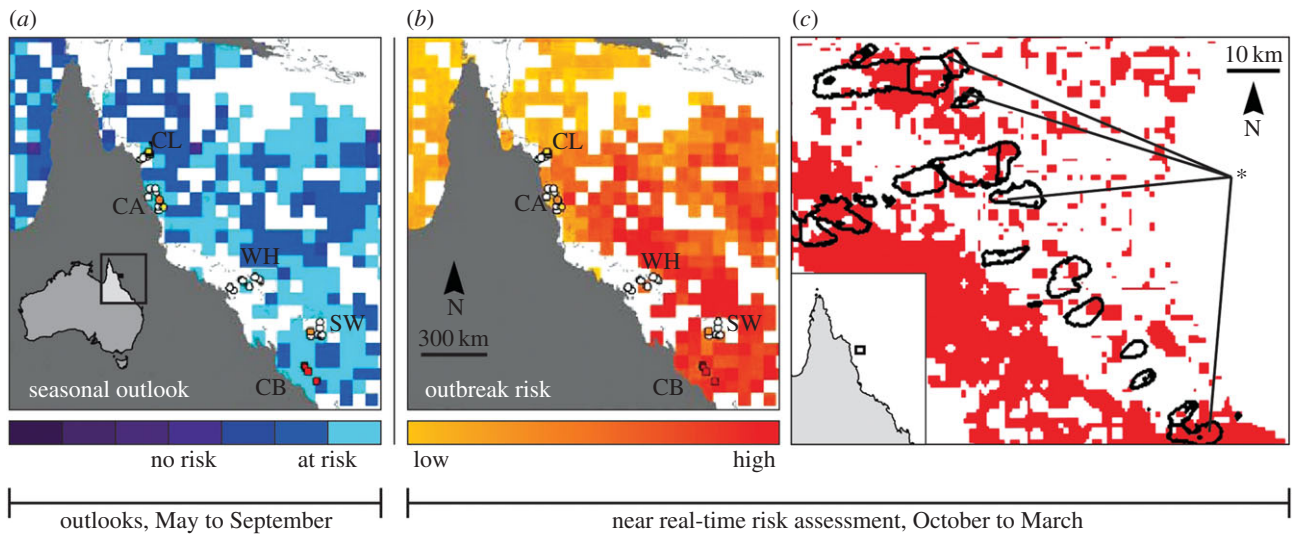 (a)
(b)
(c)
CL
CA
WH
SW
CB
seasonal outlook
no risk
at risk
CL
CA
WH
SW
CB
N
300 km
outbreak risk
low
high
10 km
N
*
outlooks, May to September
near real-time risk assessment, October to March